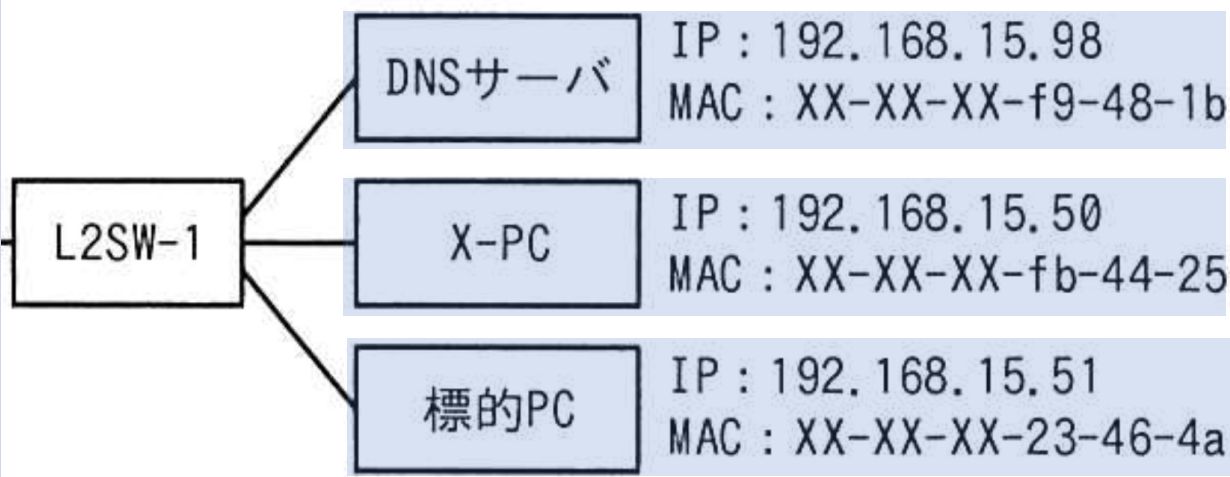 DNSサーバ
IP：192.168.15.98
MAC：XX-XX-XX-f9-48-1b
L2SW-1
X-PC
IP：192.168.15.50
MAC：XX-XX-XX-fb-44-25
標的PC
IP：192.168.15.51
MAC：XX-XX-XX-23-46-4a